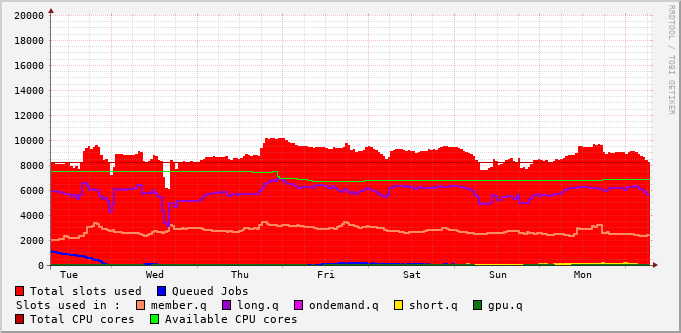 RRDTOOL / TOBI OETIKER
20000
18000
16000
14000
12000
10000
8000
6000
4000
2000
0
Tue Wed Thu Fri Sat Sun Mon
Total slots used Queued Jobs
Slots used in : member.q long.q ondemand.q short.q gpu.q
Total CPU cores Available CPU cores